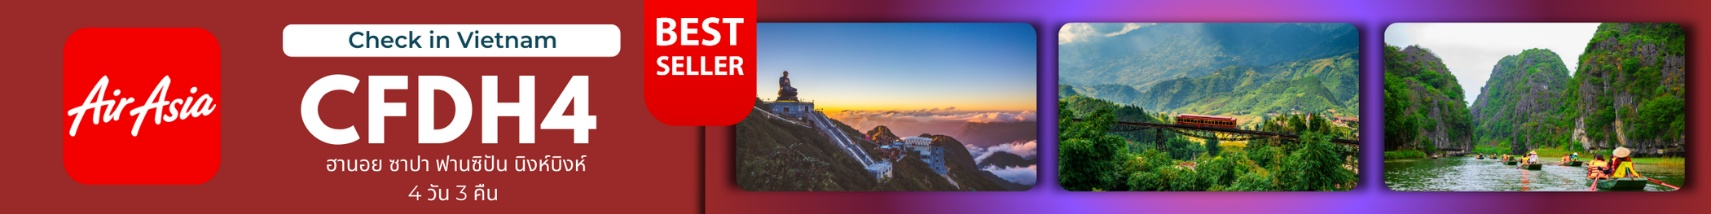 AirAsia
Check in Vietnam
CFDH4
ฮานอย ซาปา ฟานซิปัน นิงห์บิงห์
4 วัน 3 คืน
BEST
SELLER